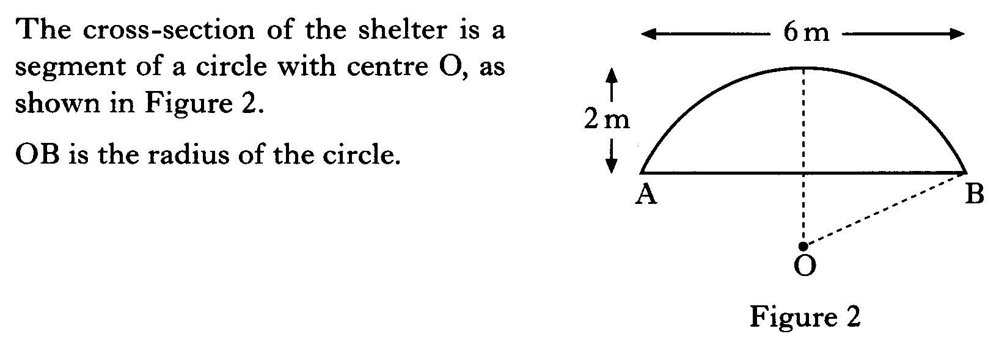 The cross-section of the shelter is a
segment of a circle with centre O, as
shown in Figure 2.
OB is the radius of the circle.
6 m
2 m
A
B
O
Figure 2